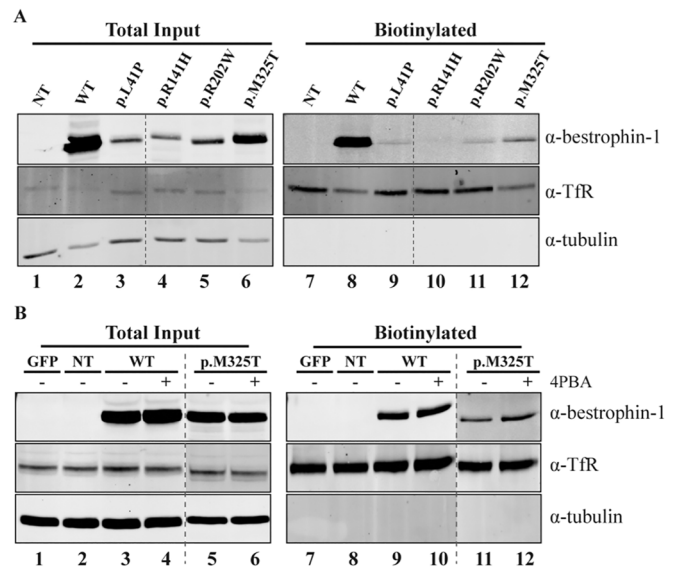 A
Total Input Biotinylated
NT WT p.L41P p.R141H p.R202W p.M325T NT WT p.L41P p.R141H p.R202W p.M325T
α-bestrophin-1
α-TfR
α-tubulin
1 2 3 4 5 6 7 8 9 10 11 12
B
Total Input Biotinylated
GFP NT WT p.M325T GFP NT WT p.M325T
- - - + - + - - - + - + 4PBA
α-bestrophin-1
α-TfR
α-tubulin
1 2 3 4 5 6 7 8 9 10 11 12